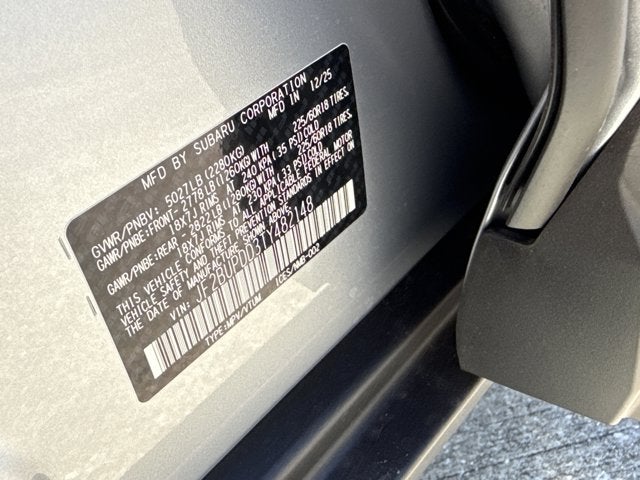 MFD BY SUBARU CORPORATION
MFD IN 12/25
GVWR/PNBV: 5027LB(2280KG)
GAWR/PNBE:FRONT- 2778LB(1260KG)WITH 225/60R18 TIRES.
18X7J RIMS AT 240 KPA(35 PSI)COLD
GAWR/PNBE:REAR - 2822LB(1280KG)WITH 225/60R18 TIRES.
18X7J RIMS AT 230 KPA(33 PSI)COLD
THIS VEHICLE CONFORMS TO ALL APPLICABLE FEDERAL MOTOR
VEHICLE SAFETY AND THEFT PREVENTION STANDARDS IN EFFECT ON
THE DATE OF MANUFACTURE SHOWN ABOVE.
VIN:
TYPE:MPV/VTUM
ICES/NMB-002